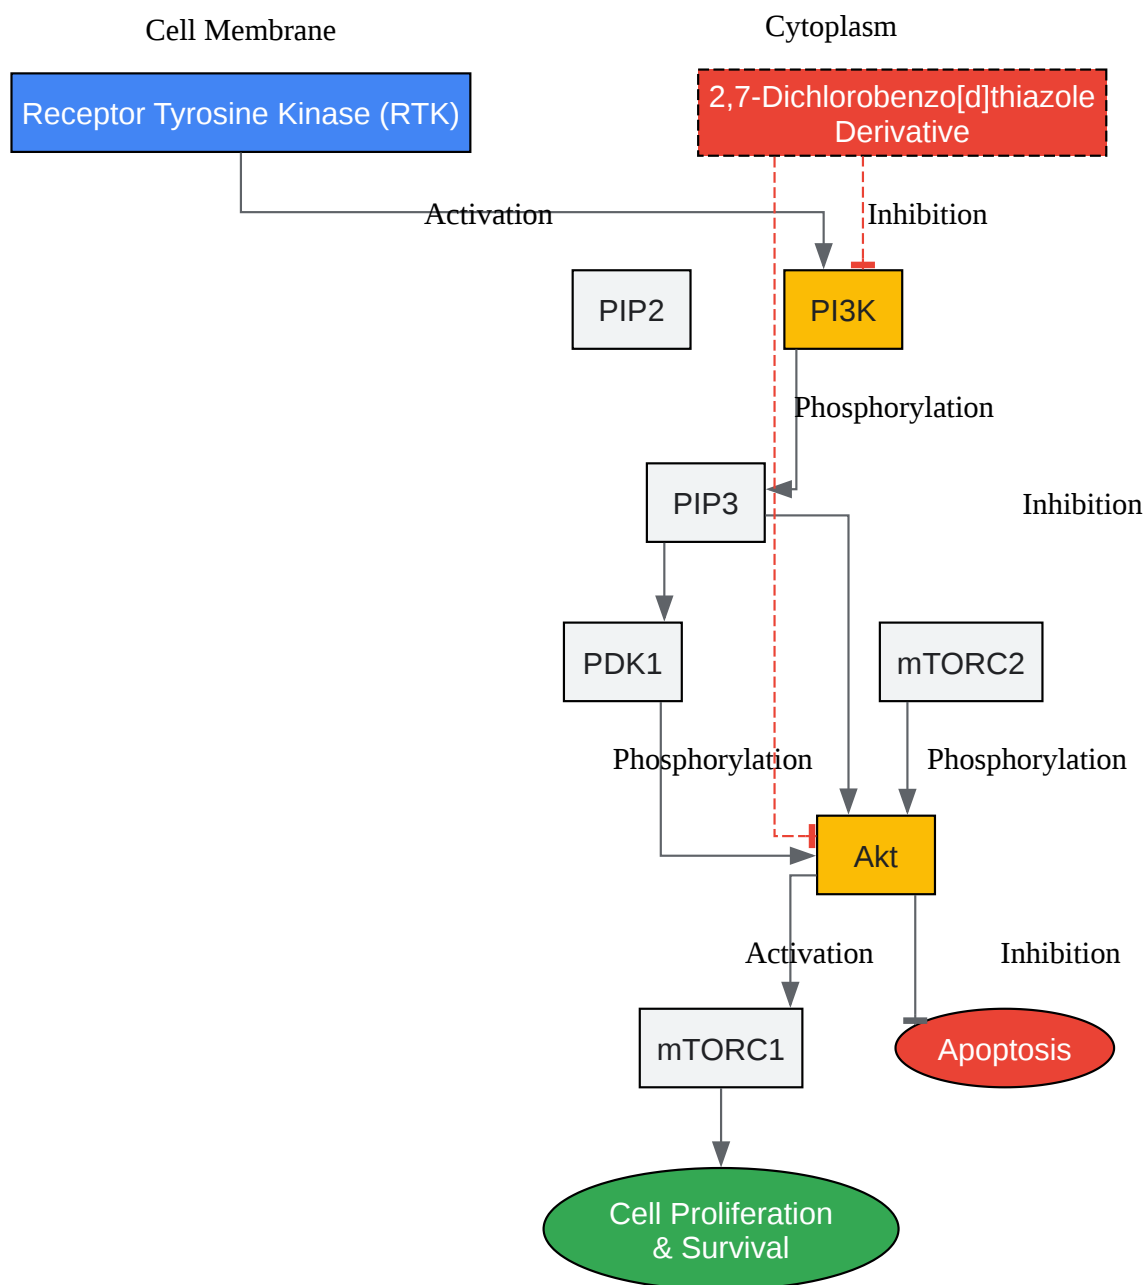 Cell Membrane
Cytoplasm
Receptor Tyrosine Kinase (RTK)
2,7-Dichlorobenzo[d]thiazole
Derivative
Activation
Inhibition
PIP2
PI3K
Phosphorylation
PIP3
Inhibition
PDK1
mTORC2
Phosphorylation
Phosphorylation
Akt
Activation
Inhibition
mTORC1
Apoptosis
Cell Proliferation
& Survival